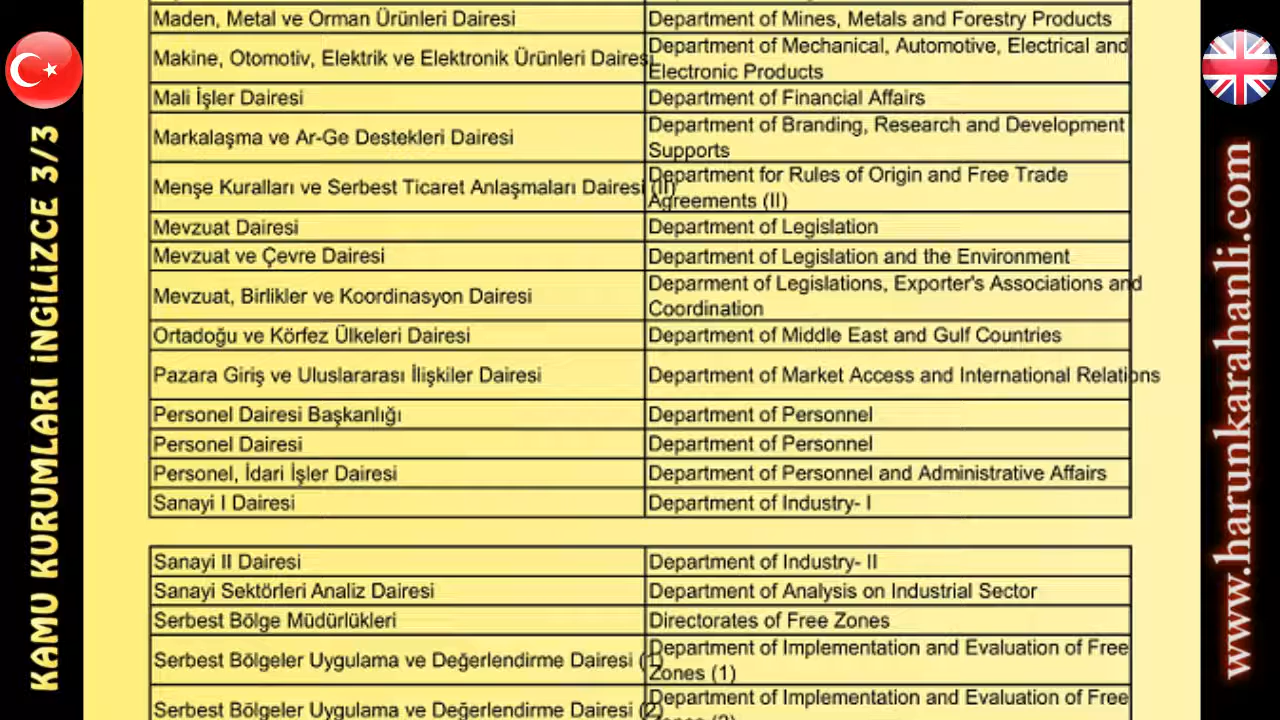 Maden, Metal ve Orman Ürünleri Dairesi
Department of Mines, Metals and Forestry Products
Makine, Otomotiv, Elektrik ve Elektronik Ürünleri Dairesi
Department of Mechanical, Automotive, Electrical and
Electronic Products
Mali İşler Dairesi
Department of Financial Affairs
Markalaşma ve Ar-Ge Destekleri Dairesi
Department of Branding, Research and Development
Supports
Menşe Kuralları ve Serbest Ticaret Anlaşmaları Dairesi (II)
Department for Rules of Origin and Free Trade
Agreements (II)
Mevzuat Dairesi
Department of Legislation
Mevzuat ve Çevre Dairesi
Department of Legislation and the Environment
Mevzuat, Birlikler ve Koordinasyon Dairesi
Deparment of Legislations, Exporter's Associations and
Coordination
Ortadoğu ve Körfez Ülkeleri Dairesi
Department of Middle East and Gulf Countries
Pazara Giriş ve Uluslararası İlişkiler Dairesi
Department of Market Access and International Relations
Personel Dairesi Başkanlığı
Department of Personnel
Personel Dairesi
Department of Personnel
Personel, İdari İşler Dairesi
Department of Personnel and Administrative Affairs
Sanayi I Dairesi
Department of Industry- I
Sanayi II Dairesi
Department of Industry- II
Sanayi Sektörleri Analiz Dairesi
Department of Analysis on Industrial Sector
Serbest Bölge Müdürlükleri
Directorates of Free Zones
Serbest Bölgeler Uygulama ve Değerlendirme Dairesi (1)
Department of Implementation and Evaluation of Free
Zones (1)
Serbest Bölgeler Uygulama ve Değerlendirme Dairesi (2)
Department of Implementation and Evaluation of Free
Zones (2)
KAMU KURUMLARI İNGİLİZCE 3/3
www.harunkarahanli.com